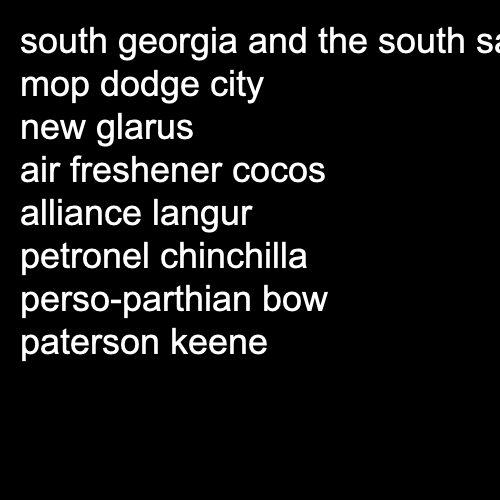 south georgia and the south
mop dodge city
new glarus
air freshener cocos
alliance langur
petronel chinchilla
perso-parthian bow
paterson keene